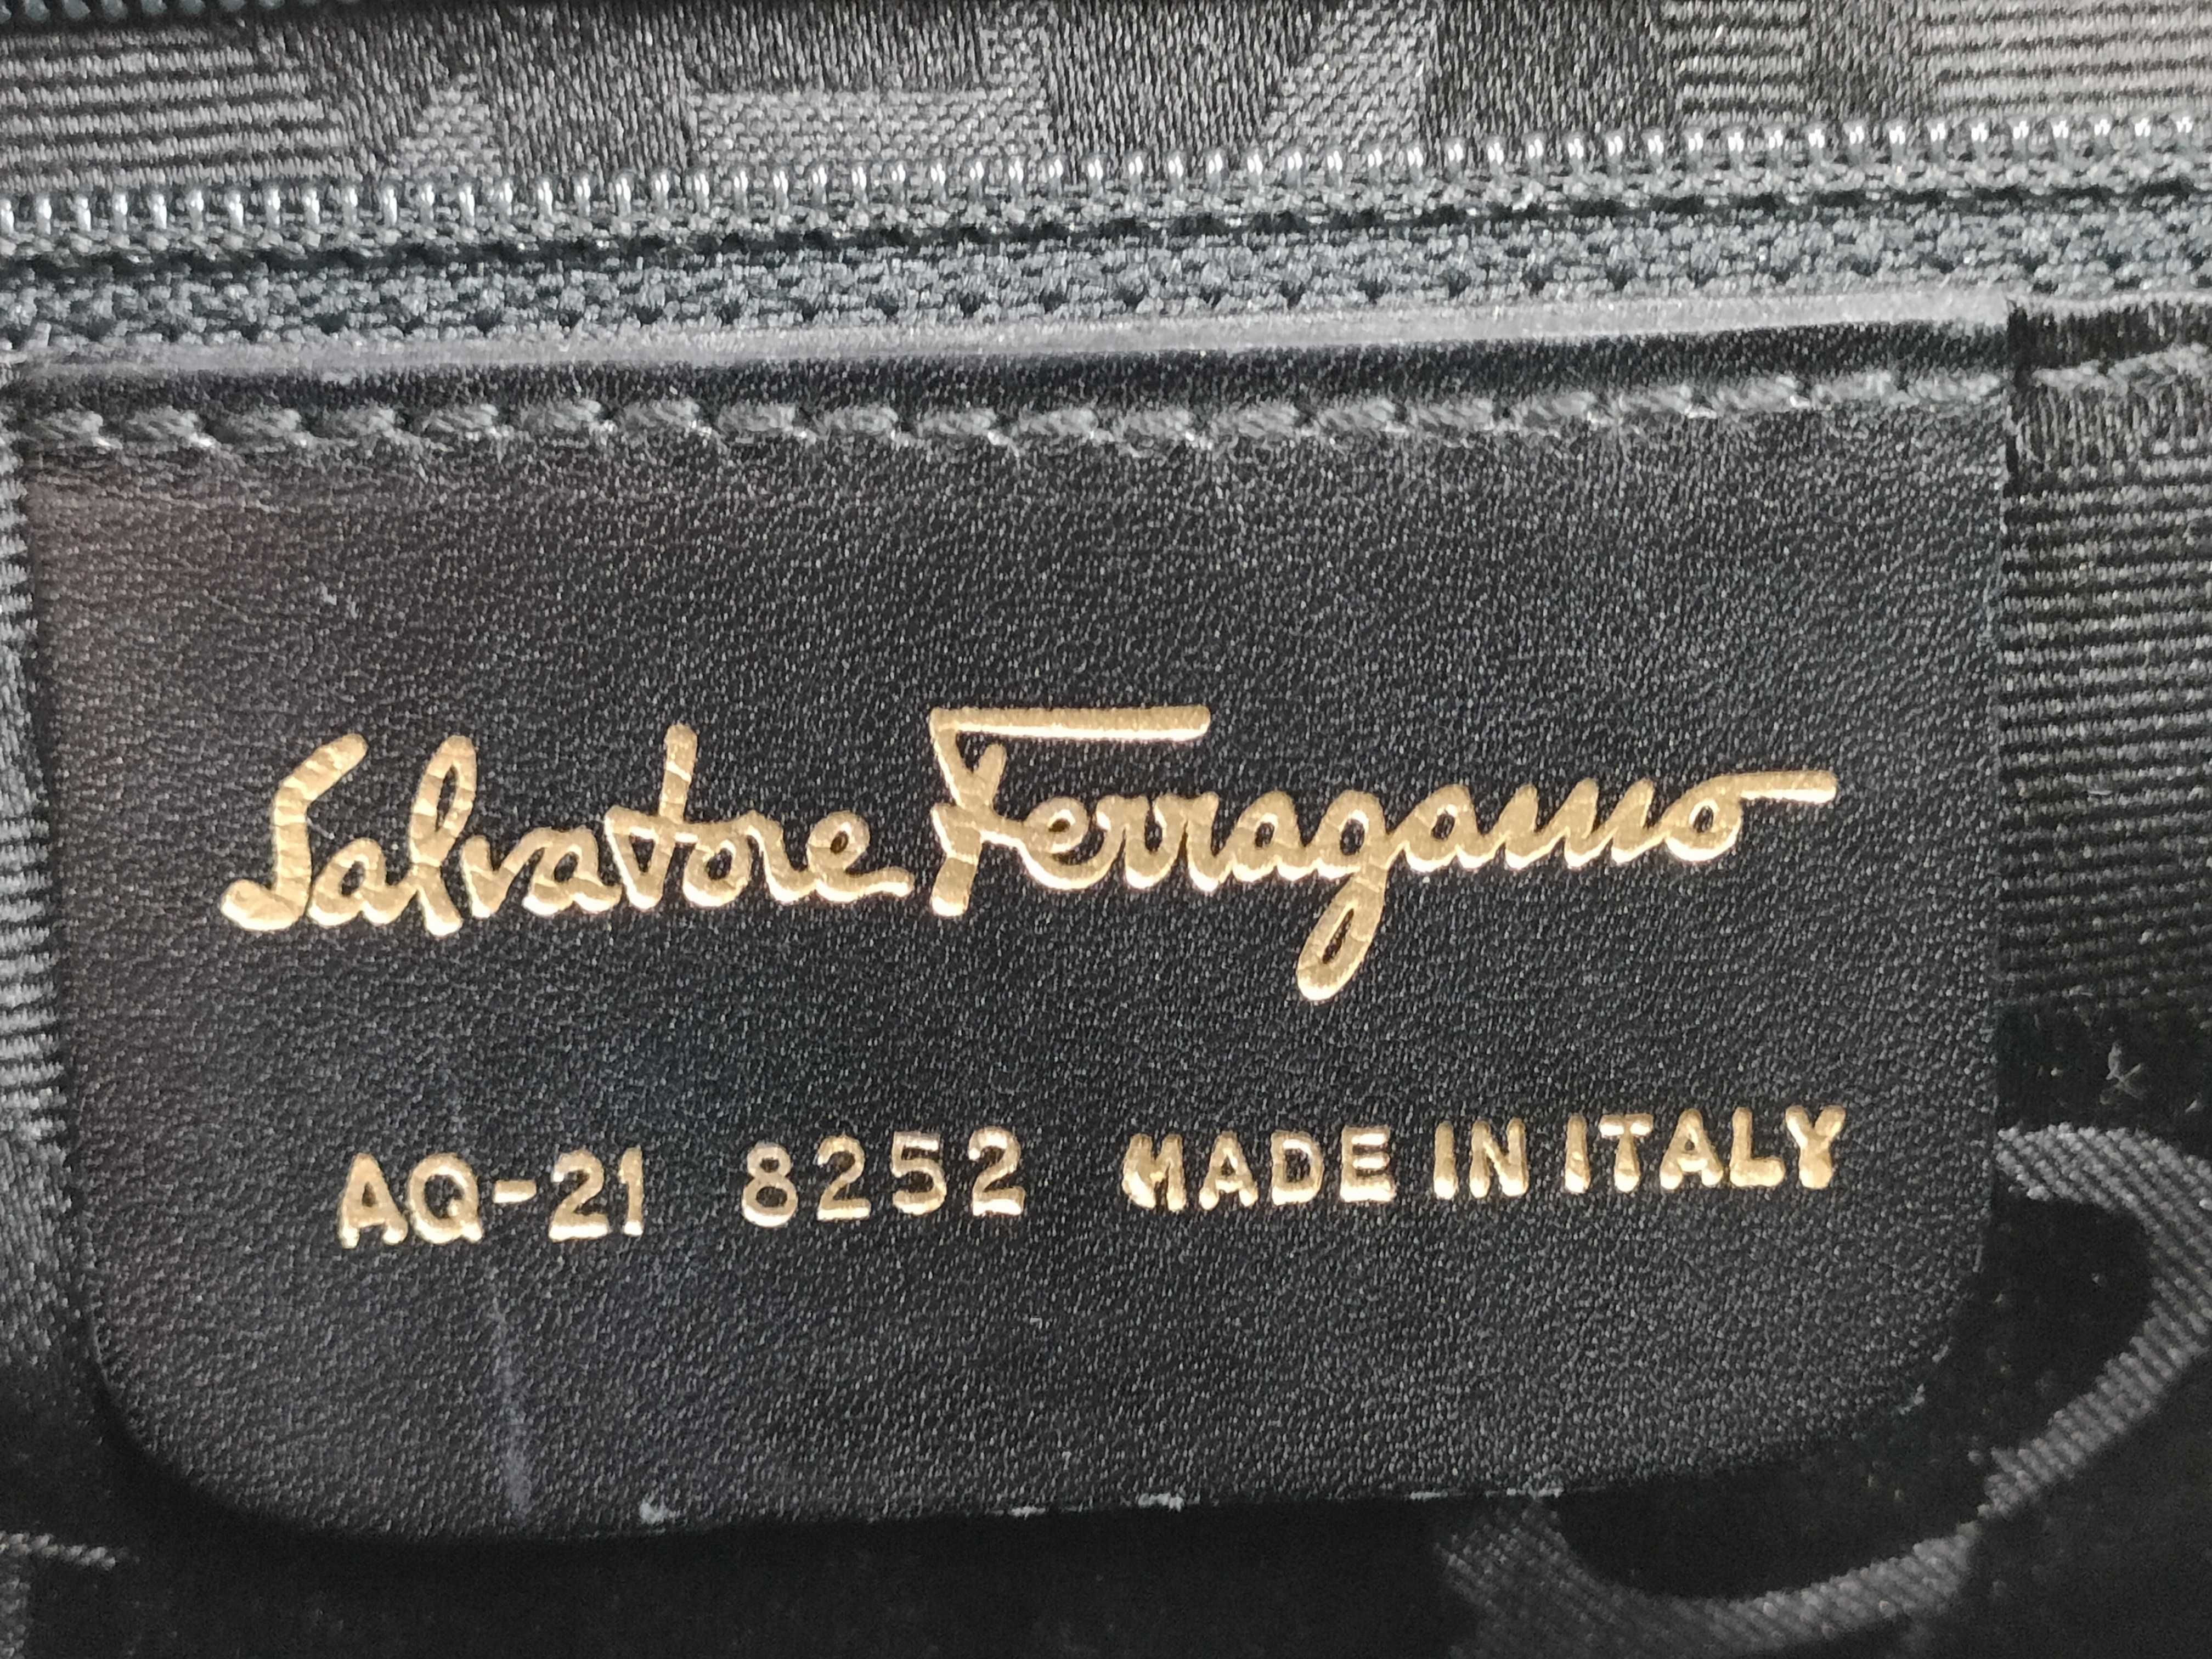 Salvatore Ferragamo
AQ-21 8252 MADE IN ITALY